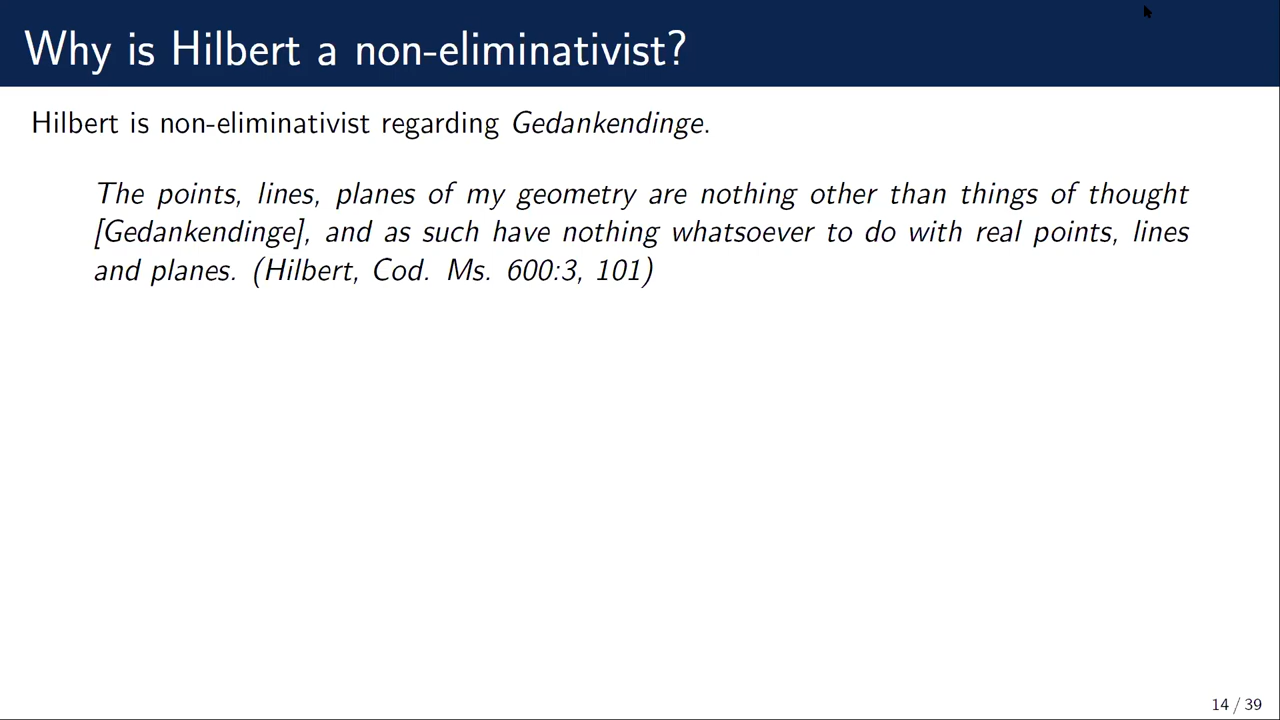 Why is Hilbert a non-eliminativist?
Hilbert is non-eliminativist regarding Gedankendinge.
The points, lines, planes of my geometry are nothing other than things of thought
[Gedankendinge], and as such have nothing whatsoever to do with real points, lines
and planes. (Hilbert, Cod. Ms. 600:3, 101)
14 / 39